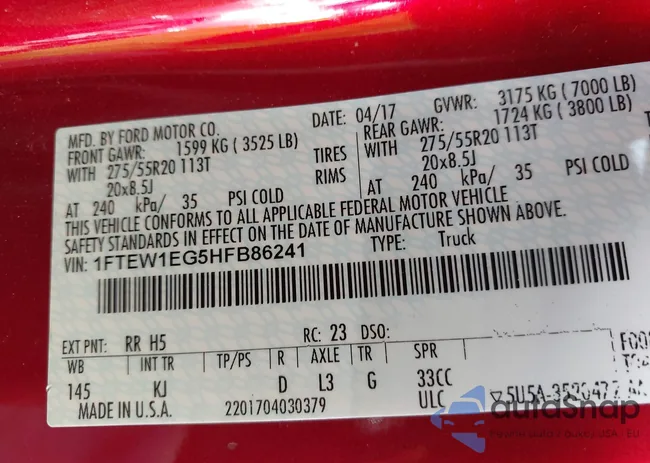 MFD. BY FORD MOTOR CO. DATE: 04/17 GVWR: 3175 KG ( 7000 LB)
FRONT GAWR: 1599 KG ( 3525 LB) REAR GAWR: 1724 KG ( 3800 LB)
WITH 275/55R20 113T TIRES WITH 275/55R20 113T
20x8.5J RIMS 20x8.5J
AT 240 kPa/ 35 PSI COLD AT 240 kPa/ 35 PSI COLD
THIS VEHICLE CONFORMS TO ALL APPLICABLE FEDERAL MOTOR VEHICLE
SAFETY STANDARDS IN EFFECT ON THE DATE OF MANUFACTURE SHOWN ABOVE.
VIN: 1FTEW1EG5HFB86241 TYPE: Truck
EXT PNT: RR H5 RC: 23 DSO:
WB INT TR TP/PS R AXLE TR SPR
145 KJ D L3 G 33CC
MADE IN U.S.A. 2201704030379 ULC
autoSnap